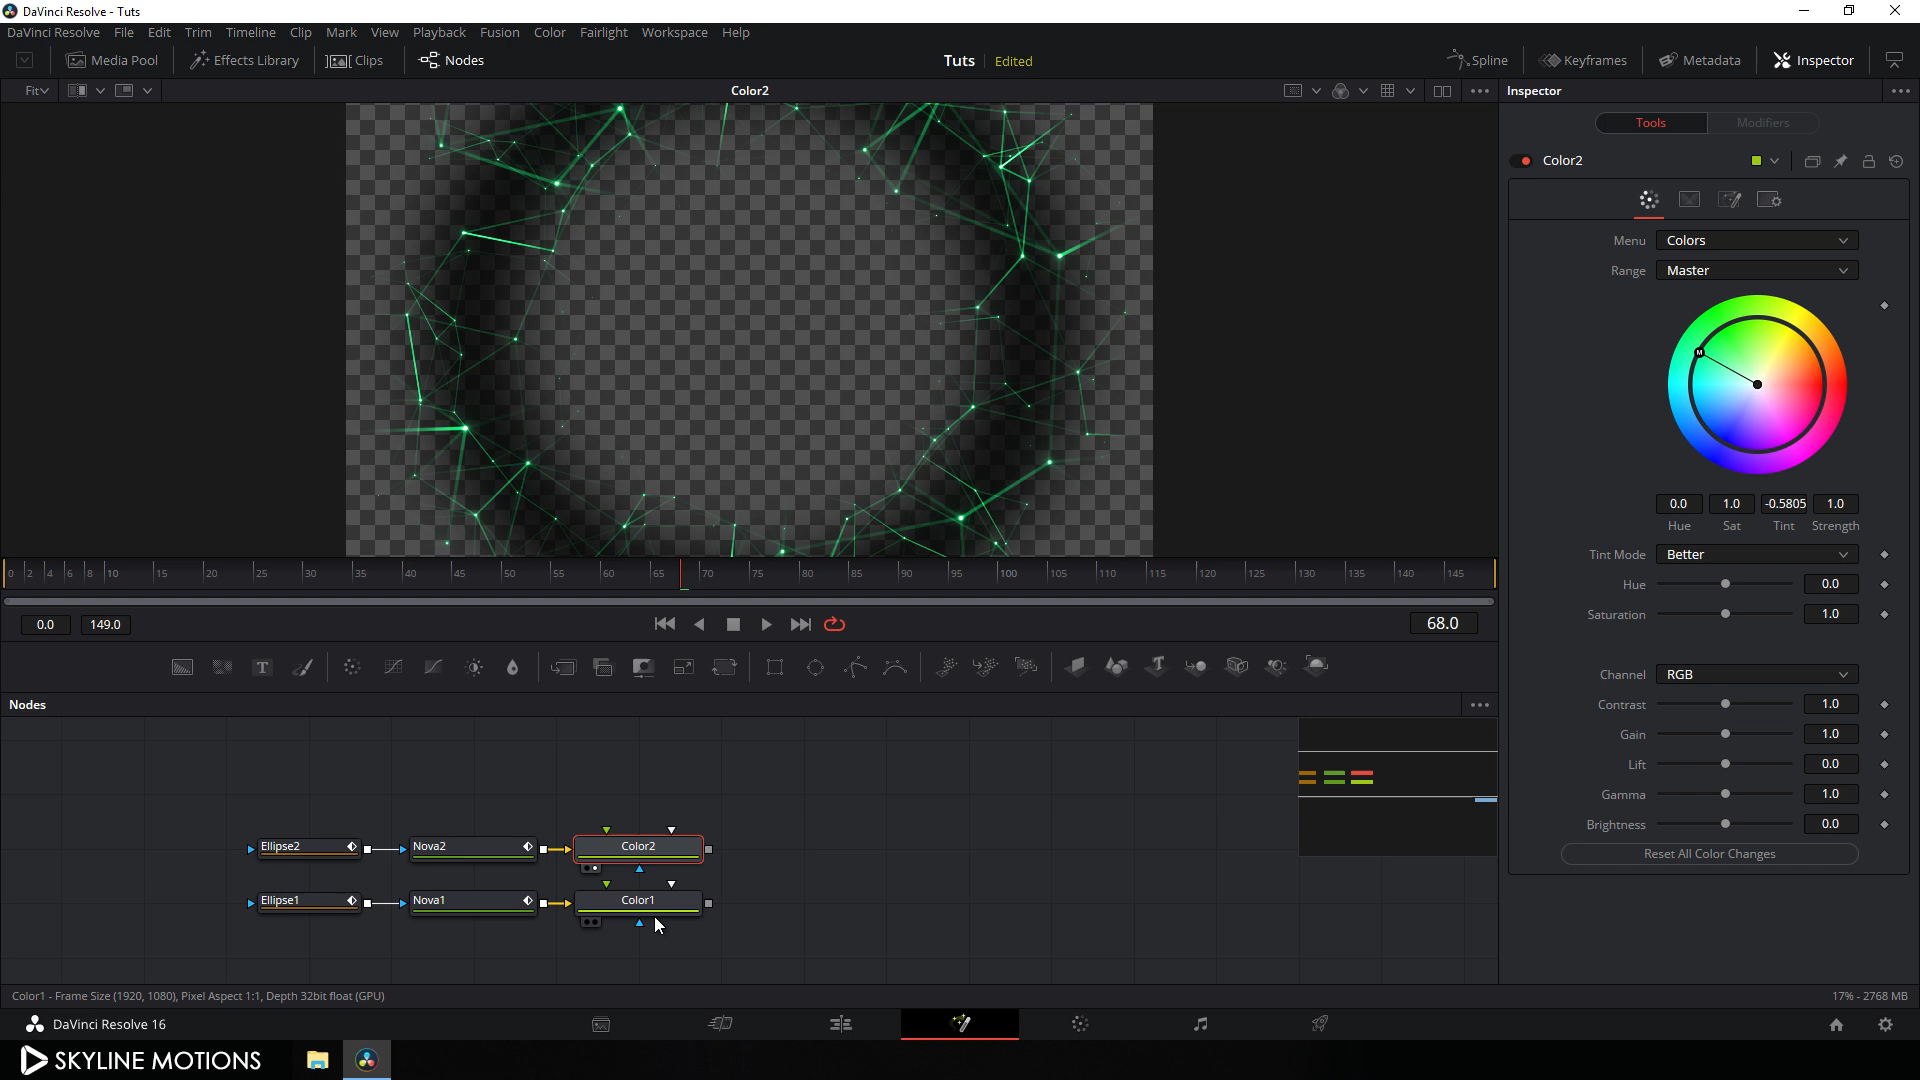 DaVinci Resolve - Tuts
DaVinci Resolve File Edit Trim Timeline Clip Mark View Playback Fusion Color Fairlight Workspace Help
Media Pool Effects Library Clips Nodes Tuts Edited Spline Keyframes Metadata Inspector
Fit Color2 Inspector
Tools Modifiers
Color2
Menu Colors
Range Master
M
0.0 1.0 -0.5805 1.0
Hue Sat Tint Strength
Tint Mode Better
0 2 4 6 8 10 15 20 25 30 35 40 45 50 55 60 65 70 75 80 85 90 95 100 105 110 115 120 125 130 135 140 145
Hue 0.0
Saturation 1.0
0.0 149.0 68.0
Channel RGB
T
Contrast 1.0
Nodes
Gain 1.0
Lift 0.0
Gamma 1.0
Brightness 0.0
Reset All Color Changes
Ellipse2 Nova2 Color2
Ellipse1 Nova1 Color1
Color1 - Frame Size (1920, 1080), Pixel Aspect 1:1, Depth 32bit float (GPU) 17% - 2768 MB
DaVinci Resolve 16
SKYLINE MOTIONS